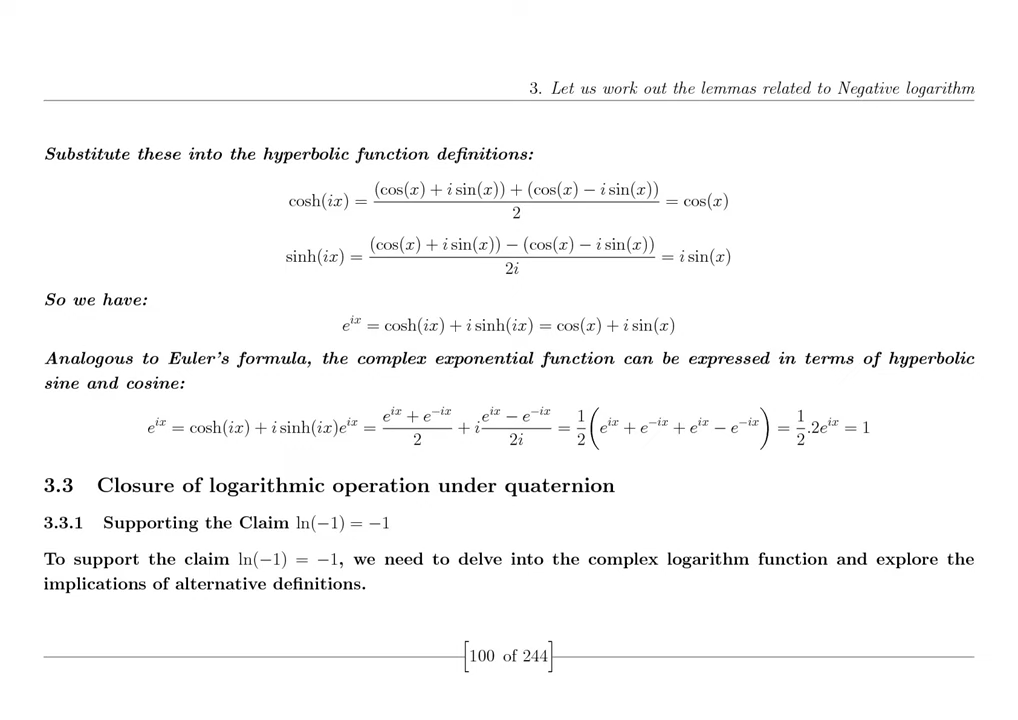 3. Let us work out the lemmas related to Negative logarithm
Substitute these into the hyperbolic function definitions:
cosh(ix) = \frac{(cos(x) + i sin(x)) + (cos(x) − i sin(x))}{2} = cos(x)
sinh(ix) = \frac{(cos(x) + i sin(x)) − (cos(x) − i sin(x))}{2i} = i sin(x)
So we have:
e^{ix} = cosh(ix) + i sinh(ix) = cos(x) + i sin(x)
Analogous to Euler's formula, the complex exponential function can be expressed in terms of hyperbolic
sine and cosine:
e^{ix} = cosh(ix) + i sinh(ix)e^{ix} = \frac{e^{ix} + e^{−ix}}{2} + i\frac{e^{ix} − e^{−ix}}{2i} = \frac{1}{2}(e^{ix} + e^{−ix} + e^{ix} − e^{−ix}) = \frac{1}{2}.2e^{ix} = 1
3.3 Closure of logarithmic operation under quaternion
3.3.1 Supporting the Claim ln(−1) = −1
To support the claim ln(−1) = −1, we need to delve into the complex logarithm function and explore the
implications of alternative definitions.
[100 of 244]